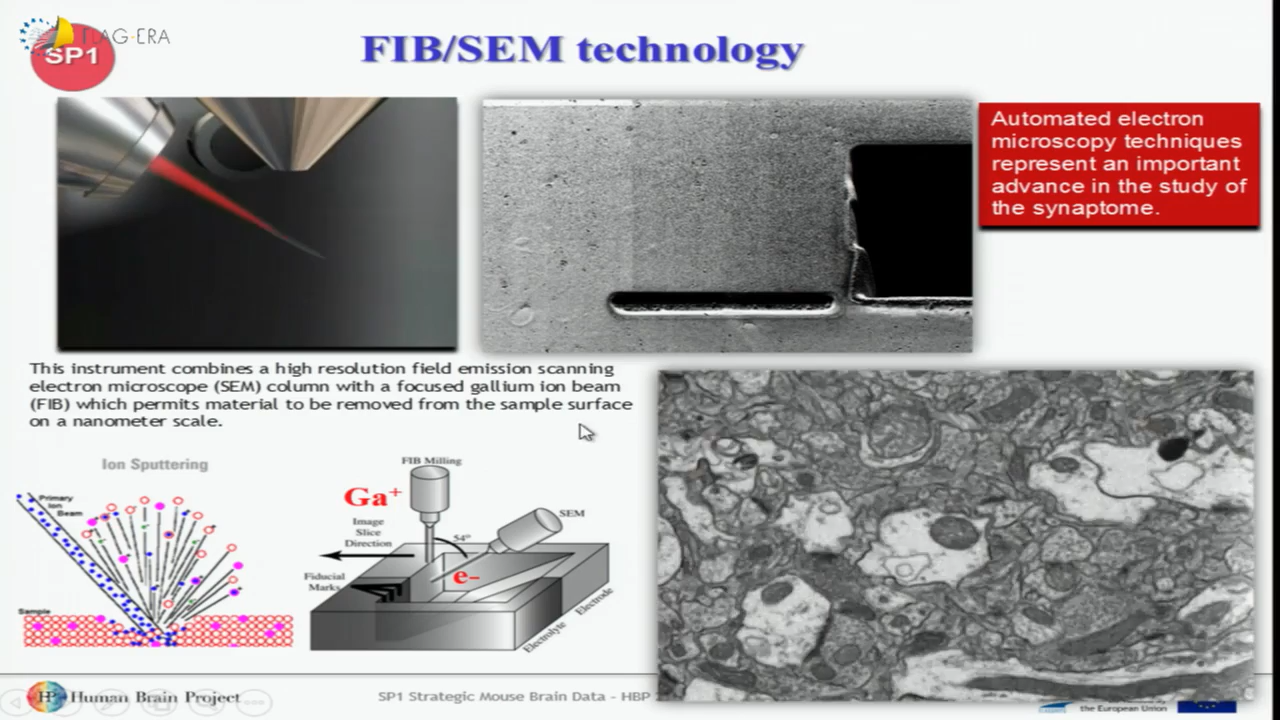 FLAG-ERA
SP1
FIB/SEM technology
Automated electron
microscopy techniques
represent an important
advance in the study of
the synaptome.
This instrument combines a high resolution field emission scanning
electron microscope (SEM) column with a focused gallium ion beam
(FIB) which permits material to be removed from the sample surface
on a nanometer scale.
Ion Sputtering
Primary
Ion
Beam
Sample
FIB Milling
Ga+
Image
Slice
Direction
54°
SEM
e-
Fiducial
Marks
Electrode
Electrolyte
Human Brain Project
SP1 Strategic Mouse Brain Data - HBP
the European Union